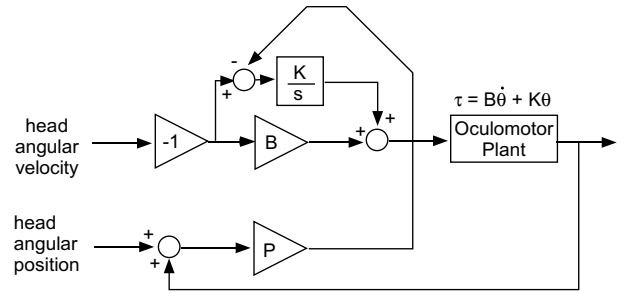 -
+
K
s
+
τ = Bθ̇ + Kθ
head
angular
velocity
-1
B
+
Oculomotor
Plant
head
angular
position
+
+
P